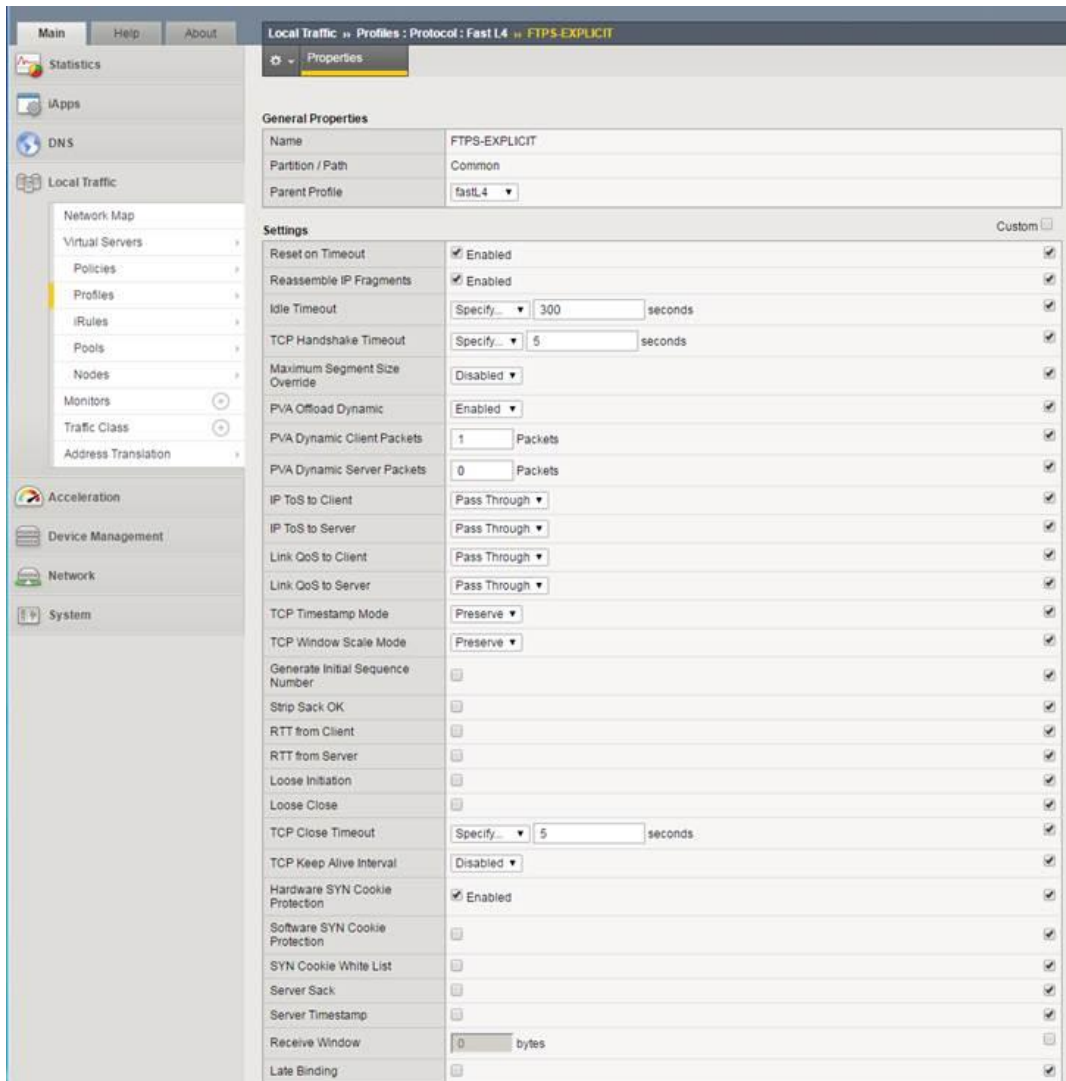 Main Help About
Local Traffic ›› Profiles : Protocol : Fast L4 ›› FTPS-EXPLICIT
Properties
Statistics
iApps
DNS
Local Traffic
Network Map
Virtual Servers
Policies
Profiles
iRules
Pools
Nodes
Monitors
Traffic Class
Address Translation
Acceleration
Device Management
Network
System
General Properties
Name FTPS-EXPLICIT
Partition / Path Common
Parent Profile fastL4
Settings Custom
Reset on Timeout Enabled
Reassemble IP Fragments Enabled
Idle Timeout Specify... 300 seconds
TCP Handshake Timeout Specify... 5 seconds
Maximum Segment Size
Override Disabled
PVA Offload Dynamic Enabled
PVA Dynamic Client Packets 1 Packets
PVA Dynamic Server Packets 0 Packets
IP ToS to Client Pass Through
IP ToS to Server Pass Through
Link QoS to Client Pass Through
Link QoS to Server Pass Through
TCP Timestamp Mode Preserve
TCP Window Scale Mode Preserve
Generate Initial Sequence
Number
Strip Sack OK
RTT from Client
RTT from Server
Loose Initiation
Loose Close
TCP Close Timeout Specify... 5 seconds
TCP Keep Alive Interval Disabled
Hardware SYN Cookie
Protection Enabled
Software SYN Cookie
Protection
SYN Cookie White List
Server Sack
Server Timestamp
Receive Window 0 bytes
Late Binding